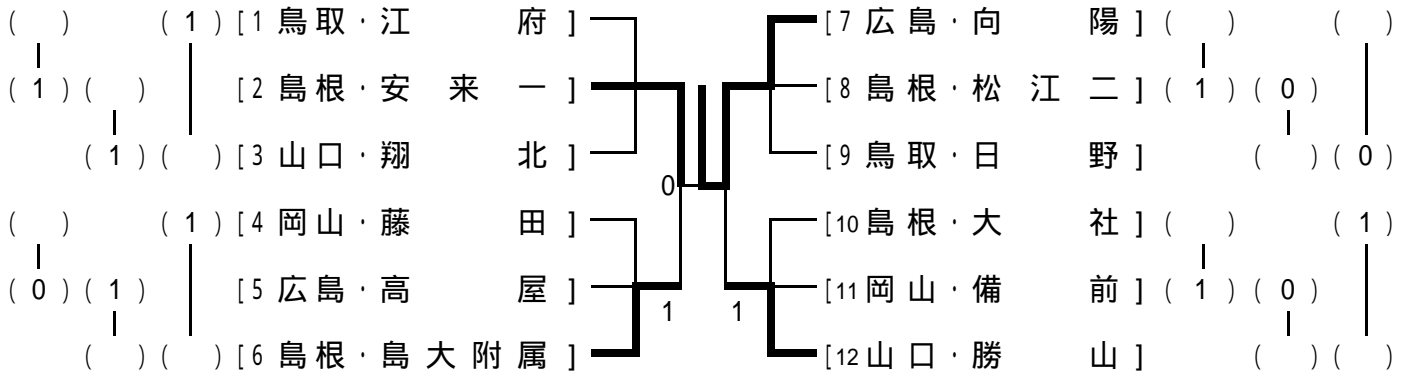 (　) ( 1 ) [1 鳥取・江　府 ] [7 広島・向　陽 ] (　) (　)
( 1 ) (　) [2 島根・安 来 一 ] [8 島根・松 江 二 ] ( 1 ) ( 0 )
( 1 ) (　) [3 山口・翔　北 ] [9 鳥取・日　野 ] (　) ( 0 )
0
(　) ( 1 ) [4 岡山・藤　田 ] [10 島根・大　社 ] (　) ( 1 )
( 0 ) ( 1 ) [5 広島・高　屋 ] [11 岡山・備　前 ] ( 1 ) ( 0 )
1 1
(　) (　) [6 島根・島 大 附 属 ] [12 山口・勝　山 ] (　) (　)